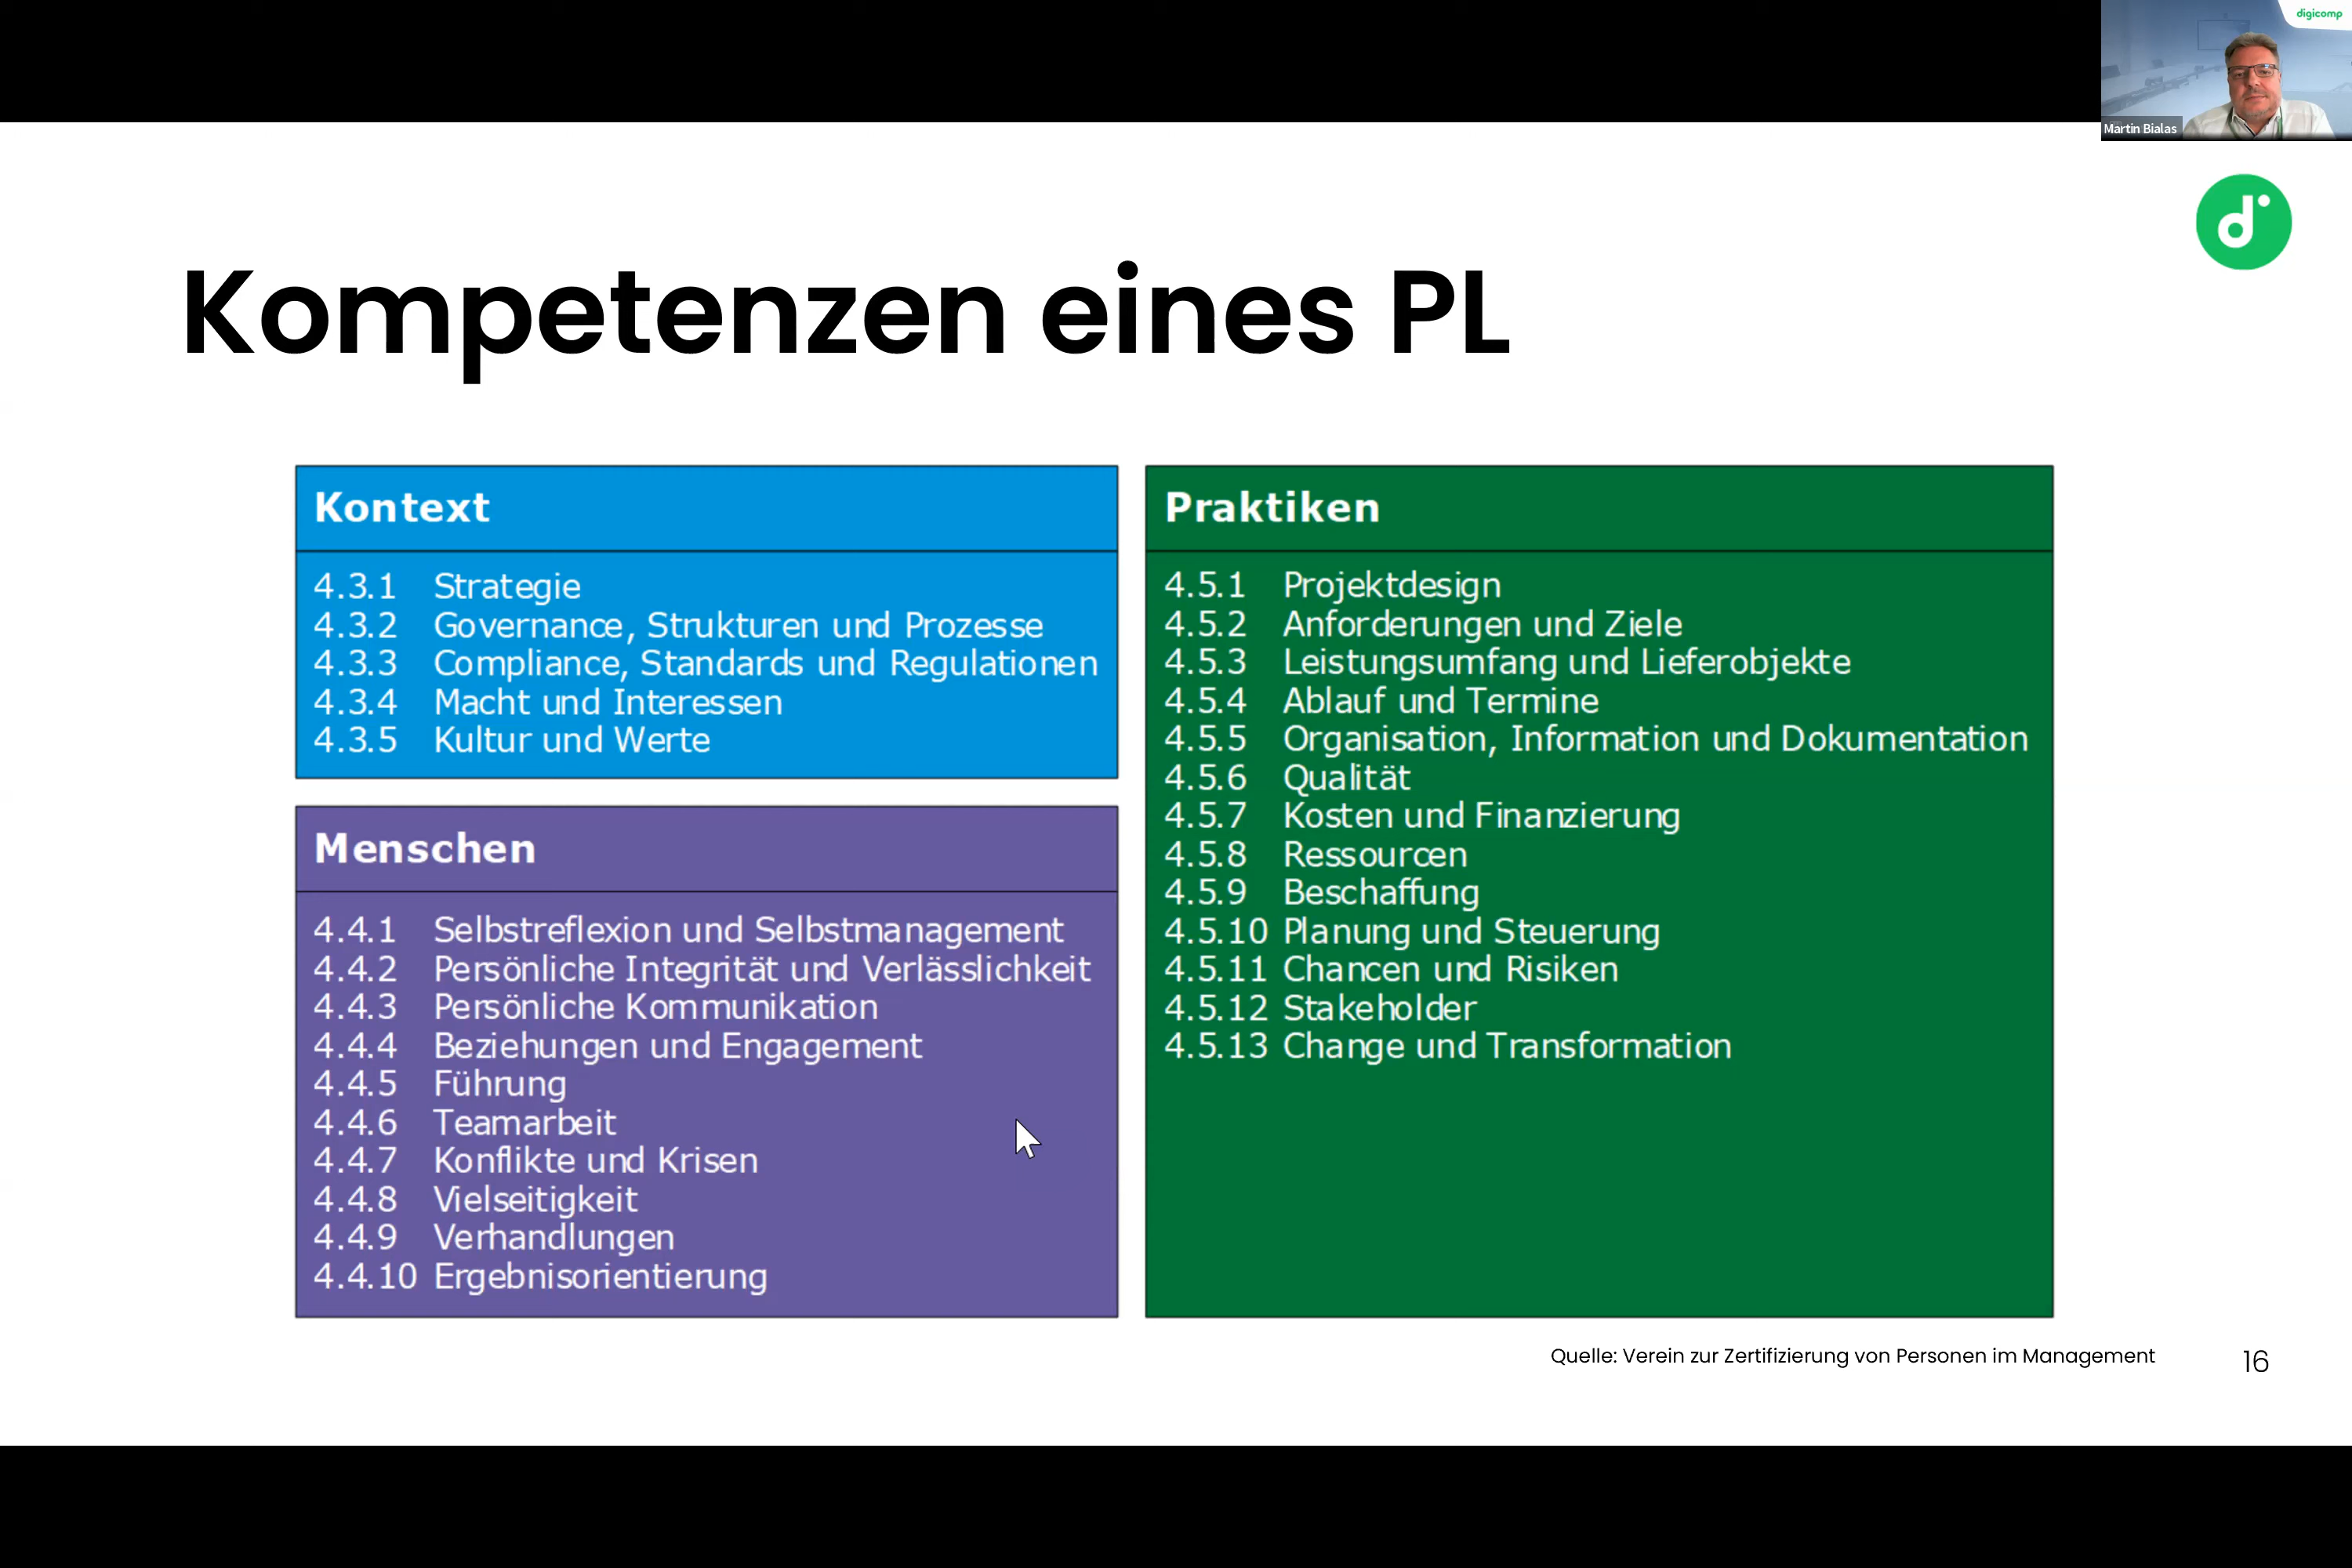 digicomp
Martin Bialas
d
Kompetenzen eines PL
Kontext
4.3.1 Strategie
4.3.2 Governance, Strukturen und Prozesse
4.3.3 Compliance, Standards und Regulationen
4.3.4 Macht und Interessen
4.3.5 Kultur und Werte
Menschen
4.4.1 Selbstreflexion und Selbstmanagement
4.4.2 Persönliche Integrität und Verlässlichkeit
4.4.3 Persönliche Kommunikation
4.4.4 Beziehungen und Engagement
4.4.5 Führung
4.4.6 Teamarbeit
4.4.7 Konflikte und Krisen
4.4.8 Vielseitigkeit
4.4.9 Verhandlungen
4.4.10 Ergebnisorientierung
Praktiken
4.5.1 Projektdesign
4.5.2 Anforderungen und Ziele
4.5.3 Leistungsumfang und Lieferobjekte
4.5.4 Ablauf und Termine
4.5.5 Organisation, Information und Dokumentation
4.5.6 Qualität
4.5.7 Kosten und Finanzierung
4.5.8 Ressourcen
4.5.9 Beschaffung
4.5.10 Planung und Steuerung
4.5.11 Chancen und Risiken
4.5.12 Stakeholder
4.5.13 Change und Transformation
Quelle: Verein zur Zertifizierung von Personen im Management
16